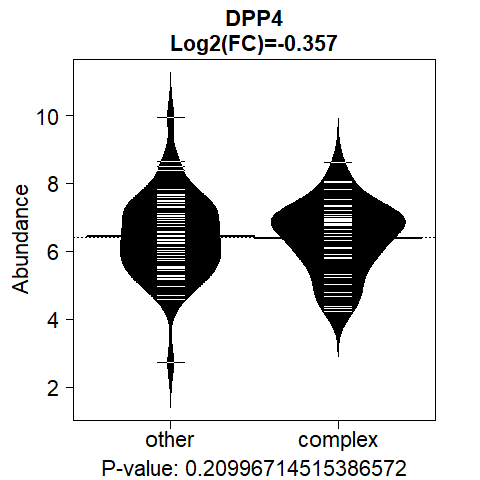 DPP4
Log2(FC)=-0.357
Abundance
10
8
6
4
2
other complex
P-value: 0.20996714515386572